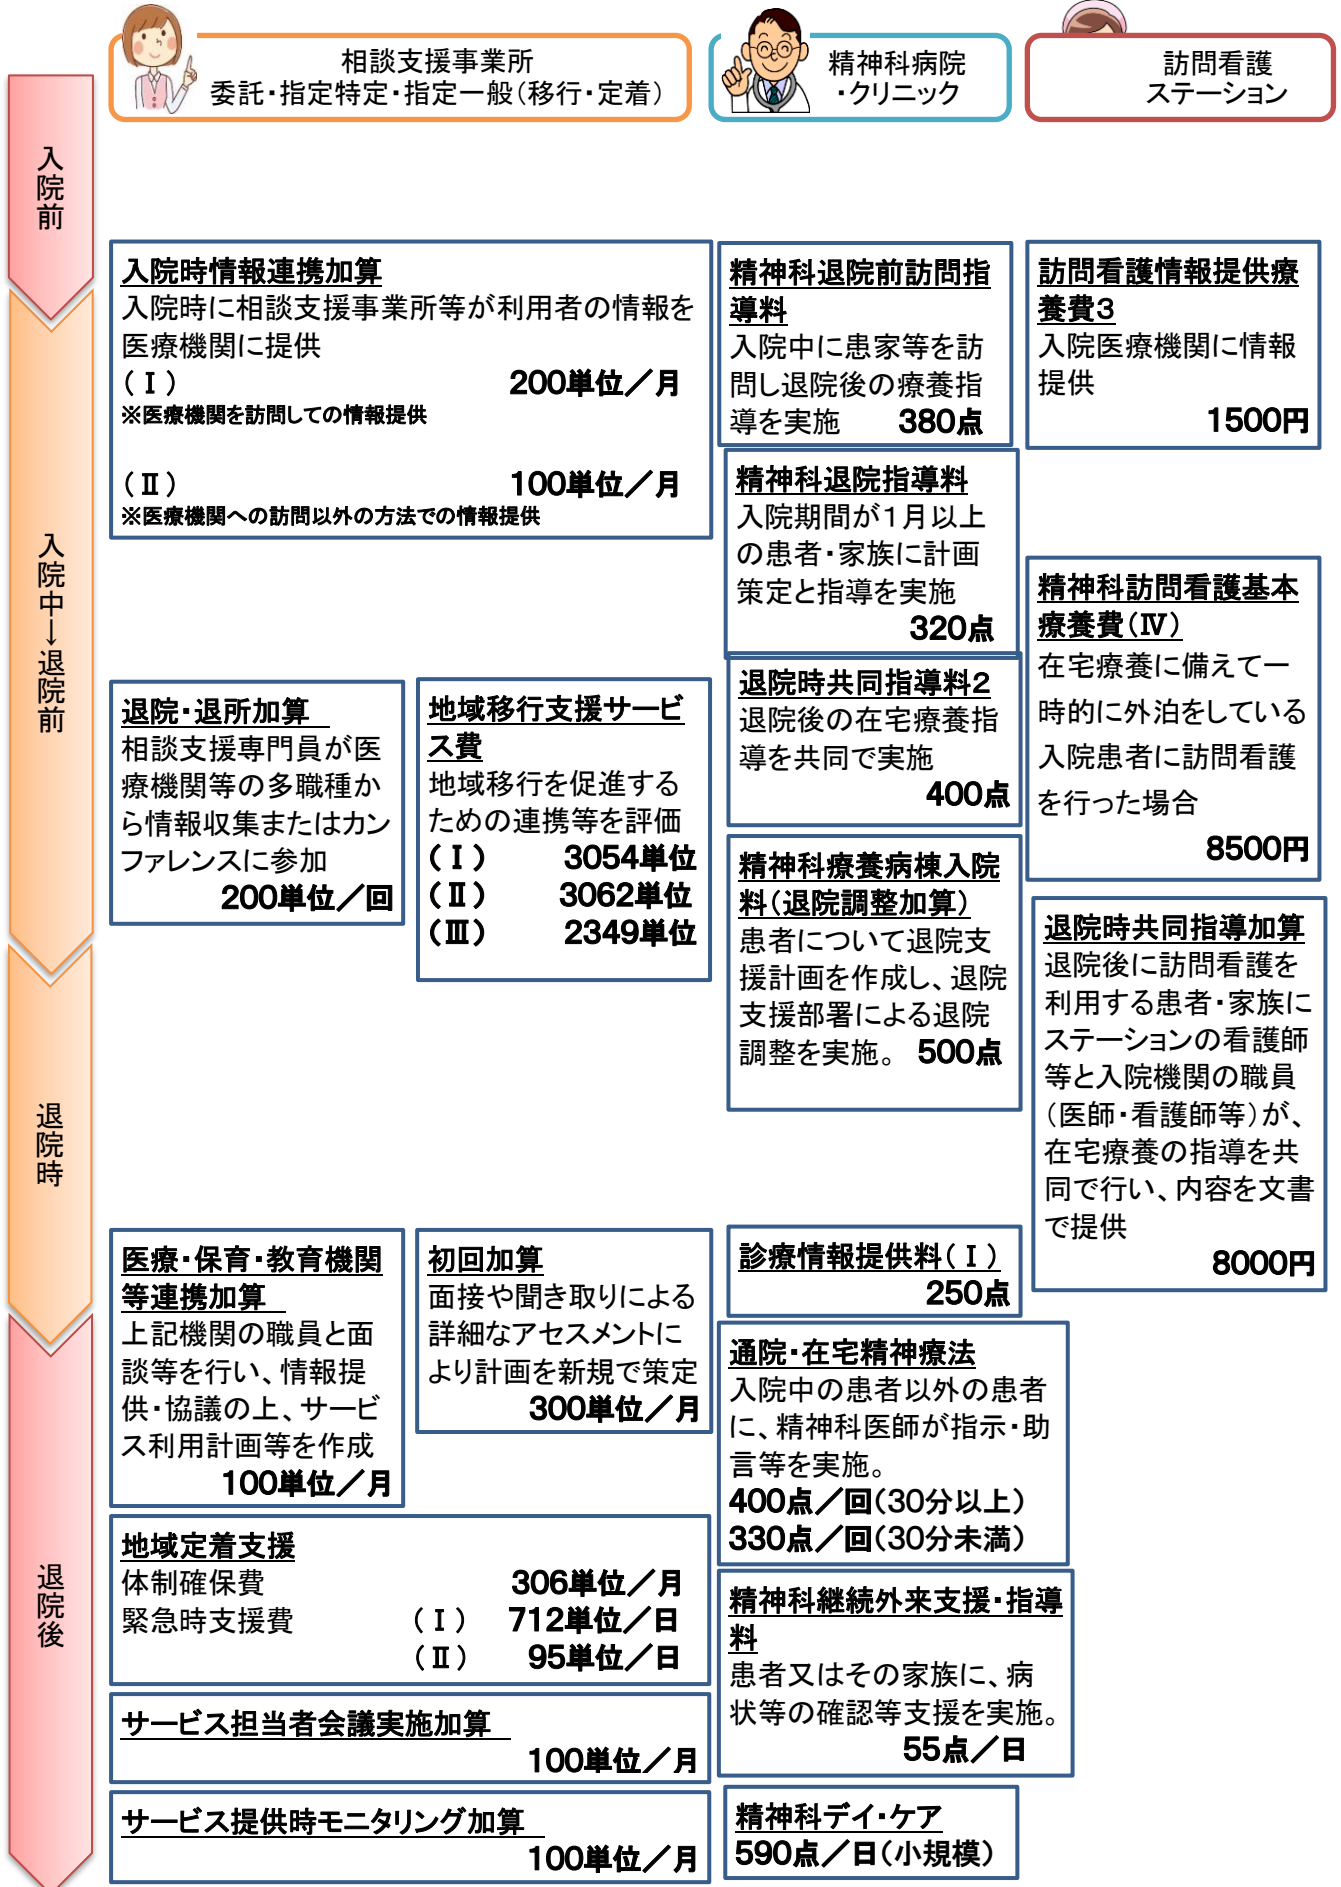 相談支援事業所
委託・指定特定・指定一般（移行・定着）
精神科病院
・クリニック
訪問看護
ステーション
入院前
入院中→退院前
退院時
退院後
入院時情報連携加算
入院時に相談支援事業所等が利用者の情報を
医療機関に提供
（Ⅰ） 200単位／月
※医療機関を訪問しての情報提供
（Ⅱ） 100単位／月
※医療機関への訪問以外の方法での情報提供
退院・退所加算
相談支援専門員が医
療機関等の多職種か
ら情報収集またはカン
ファレンスに参加
200単位／回
地域移行支援サービ
ス費
地域移行を促進する
ための連携等を評価
（Ⅰ） 3054単位
（Ⅱ） 3062単位
（Ⅲ） 2349単位
医療・保育・教育機関
等連携加算
上記機関の職員と面
談等を行い、情報提
供・協議の上、サービ
ス利用計画等を作成
100単位／月
初回加算
面接や聞き取りによる
詳細なアセスメントに
より計画を新規で策定
300単位／月
地域定着支援
体制確保費 306単位／月
緊急時支援費 （Ⅰ） 712単位／日
（Ⅱ） 95単位／日
サービス担当者会議実施加算
100単位／月
サービス提供時モニタリング加算
100単位／月
精神科退院前訪問指
導料
入院中に患家等を訪
問し退院後の療養指
導を実施 380点
精神科退院指導料
入院期間が１月以上
の患者・家族に計画
策定と指導を実施
320点
退院時共同指導料２
退院後の在宅療養指
導を共同で実施
400点
精神科療養病棟入院
料（退院調整加算）
患者について退院支
援計画を作成し、退院
支援部署による退院
調整を実施。 500点
診療情報提供料（Ⅰ）
250点
通院・在宅精神療法
入院中の患者以外の患者
に、精神科医師が指示・助
言等を実施。
400点／回（30分以上）
330点／回（30分未満）
精神科継続外来支援・指導
料
患者又はその家族に、病
状等の確認等支援を実施。
55点／日
精神科デイ・ケア
590点／日（小規模）
訪問看護情報提供療
養費３
入院医療機関に情報
提供
1500円
精神科訪問看護基本
療養費（Ⅳ）
在宅療養に備えて一
時的に外泊をしている
入院患者に訪問看護
を行った場合
8500円
退院時共同指導加算
退院後に訪問看護を
利用する患者・家族に
ステーションの看護師
等と入院機関の職員
（医師・看護師等）が、
在宅療養の指導を共
同で行い、内容を文書
で提供
8000円